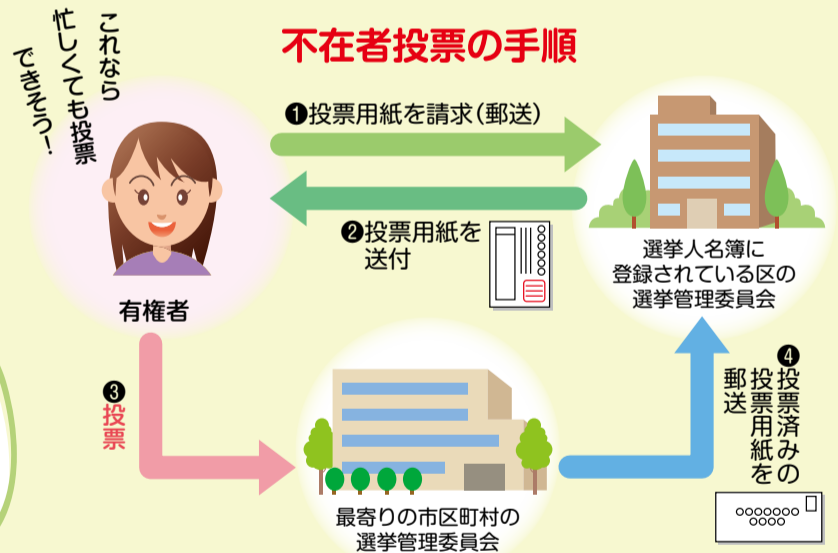 不在者投票の手順
これなら
忙しくても投票
できそう！
❶投票用紙を請求（郵送）
❷投票用紙を
送付
有権者
選挙人名簿に
登録されている区の
選挙管理委員会
❸投票
最寄りの市区町村の
選挙管理委員会
❹投票済みの
投票用紙を
郵送
○○○○○○○
○○○○